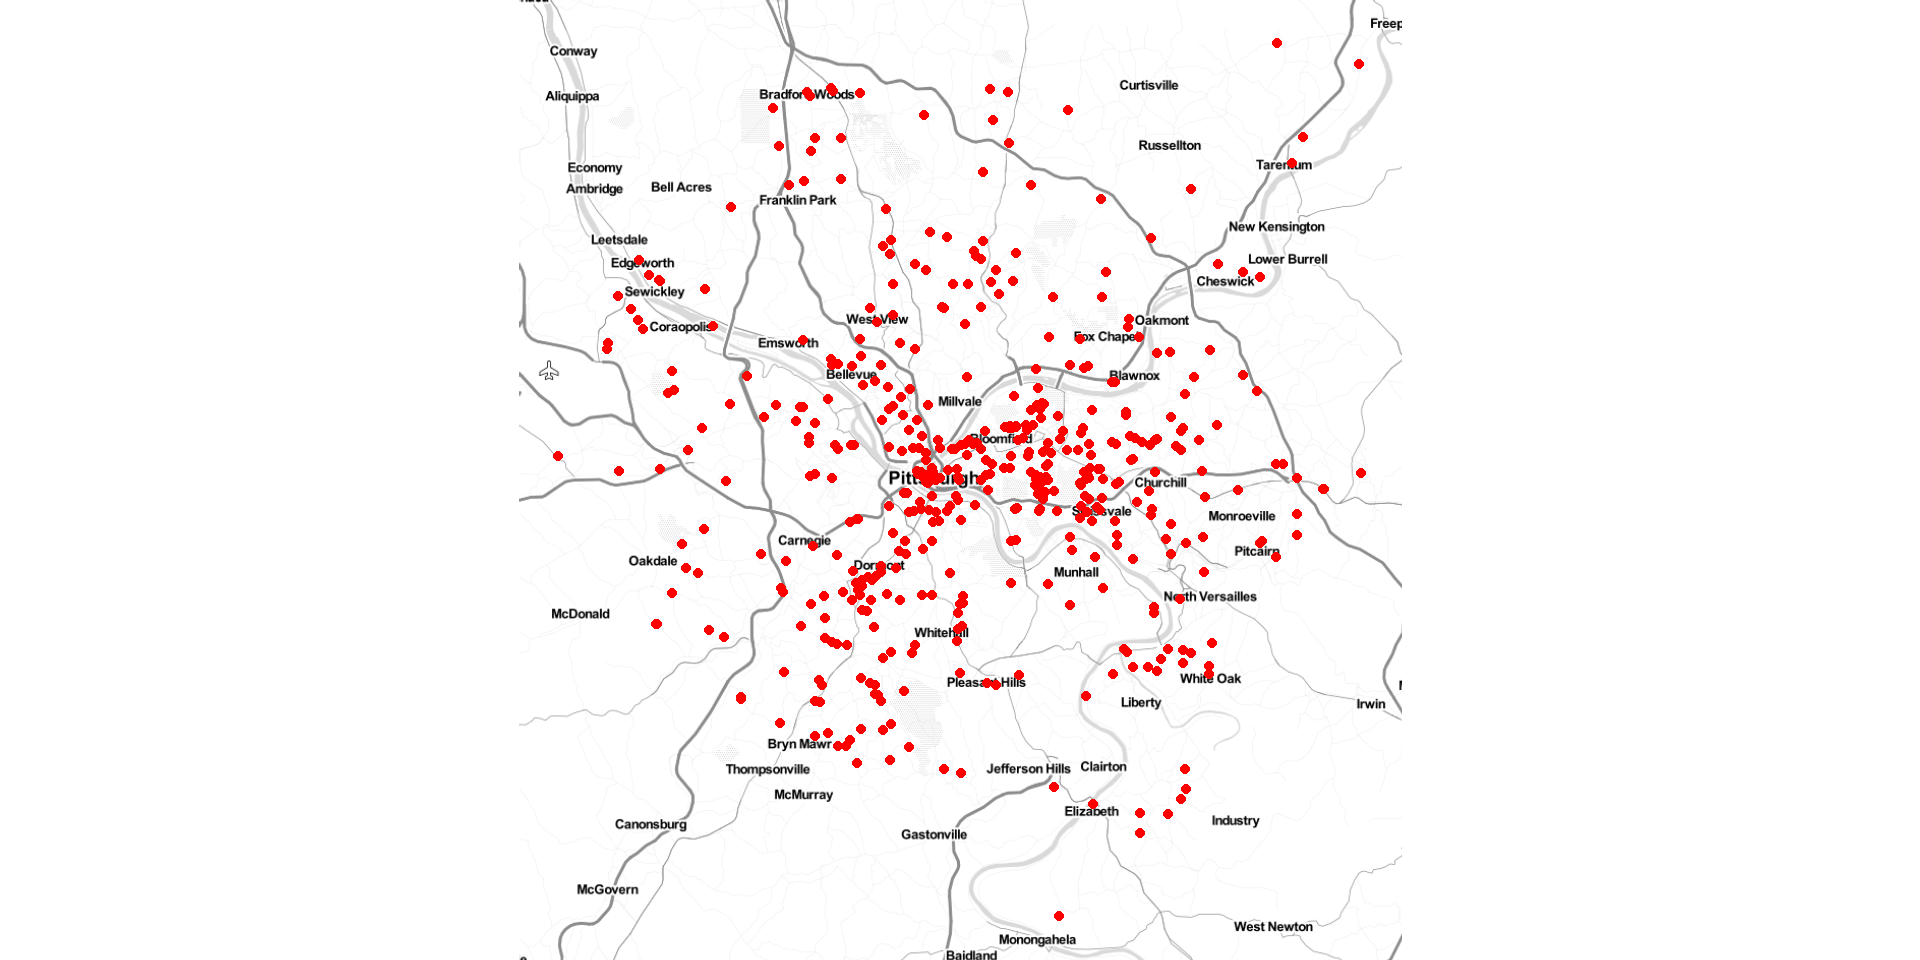 Freep
Conway
Curtisville
Bradford Woods
Aliquippa
Russellton
Tarentum
Economy
Ambridge
Bell Acres
Franklin Park
New Kensington
Leetsdale
Lower Burrell
Edgeworth
Cheswick
Sewickley
West View
Oakmont
Coraopolis
Fox Chapel
Emsworth
Bellevue
Blawnox
Millvale
Bloomfield
Pittsburgh
Churchill
Swissvale
Monroeville
Carnegie
Pitcairn
Oakdale
Dormont
Munhall
North Versailles
McDonald
Whitehall
White Oak
Pleasant Hills
Liberty
Irwin
Bryn Mawr
Thompsonville
Jefferson Hills
Clairton
McMurray
Elizabeth
Industry
Canonsburg
Gastonville
McGovern
West Newton
Monongahela
Baidland